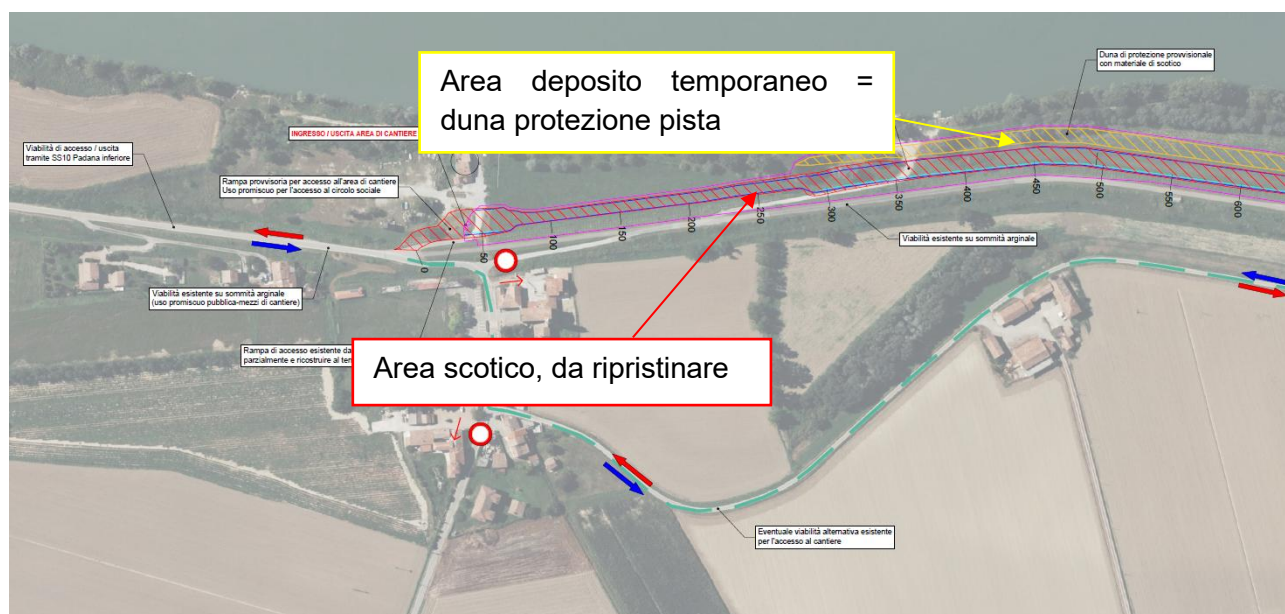 Area deposito temporaneo =
duna protezione pista
Duna di protezione provvisionale
con materiale di scotico
INGRESSO / USCITA AREA DI CANTIERE
Viabilità di accesso / uscita
tramite SS10 Padana inferiore
Rampa provvisoria per accesso all'area di cantiere
Uso promiscuo per l'accesso al circolo sociale
Viabilità esistente su sommità arginale
Viabilità esistente su sommità arginale
(uso promiscuo pubblica-mezzi di cantiere)
0
50
100
150
200
250
300
350
400
450
500
550
600
Rampa di accesso esistente da
parzialmente e ricostruire al
Area scotico, da ripristinare
Eventuale viabilità alternativa esistente
per l'accesso al cantiere